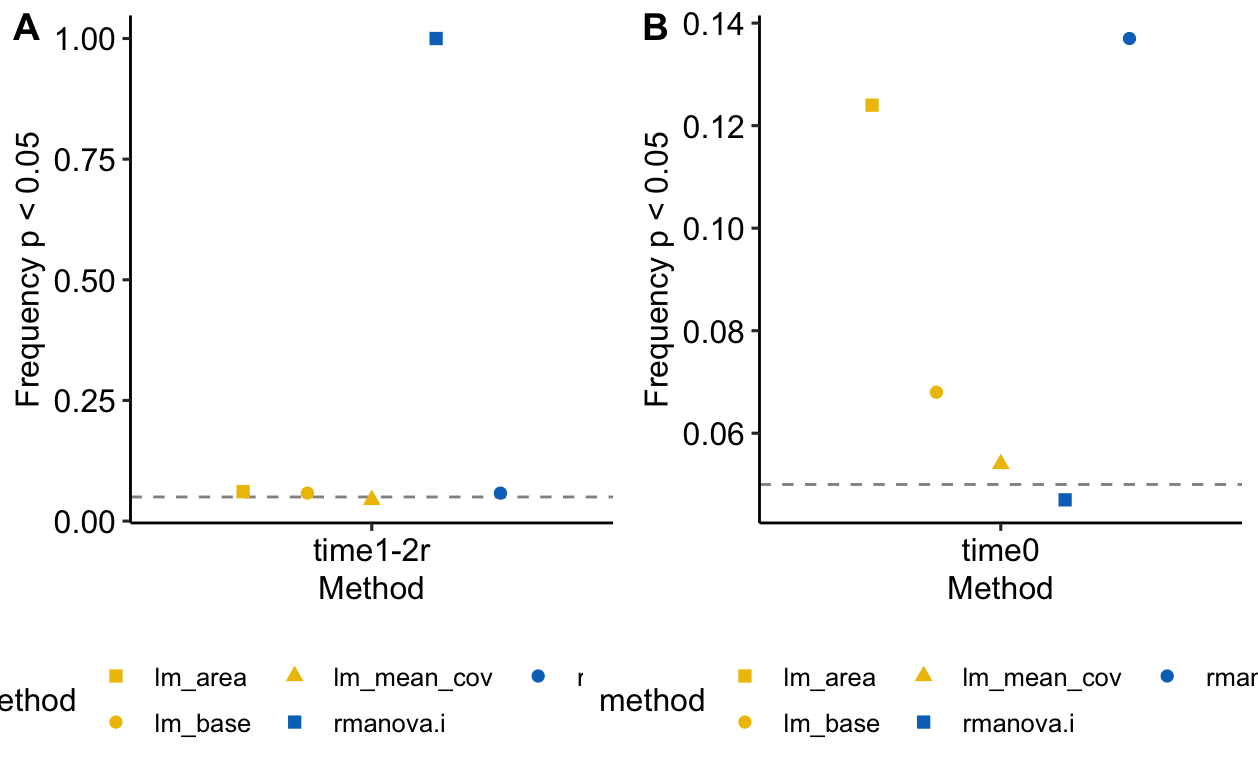 A
B
Frequency p < 0.05
1.00
0.75
0.50
0.25
0.00
time1-2r
Method
Frequency p < 0.05
0.14
0.12
0.10
0.08
0.06
time0
Method
ethod
lm_area
lm_mean_cov
lm_base
rmanova.i
method
lm_area
lm_mean_cov
lm_base
rmanova.i